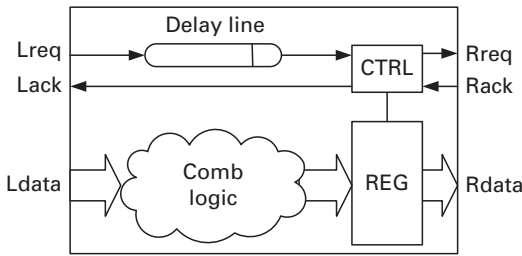 Delay line
Lreq
CTRL
Rreq
Lack
Rack
Ldata
Comb
logic
REG
Rdata